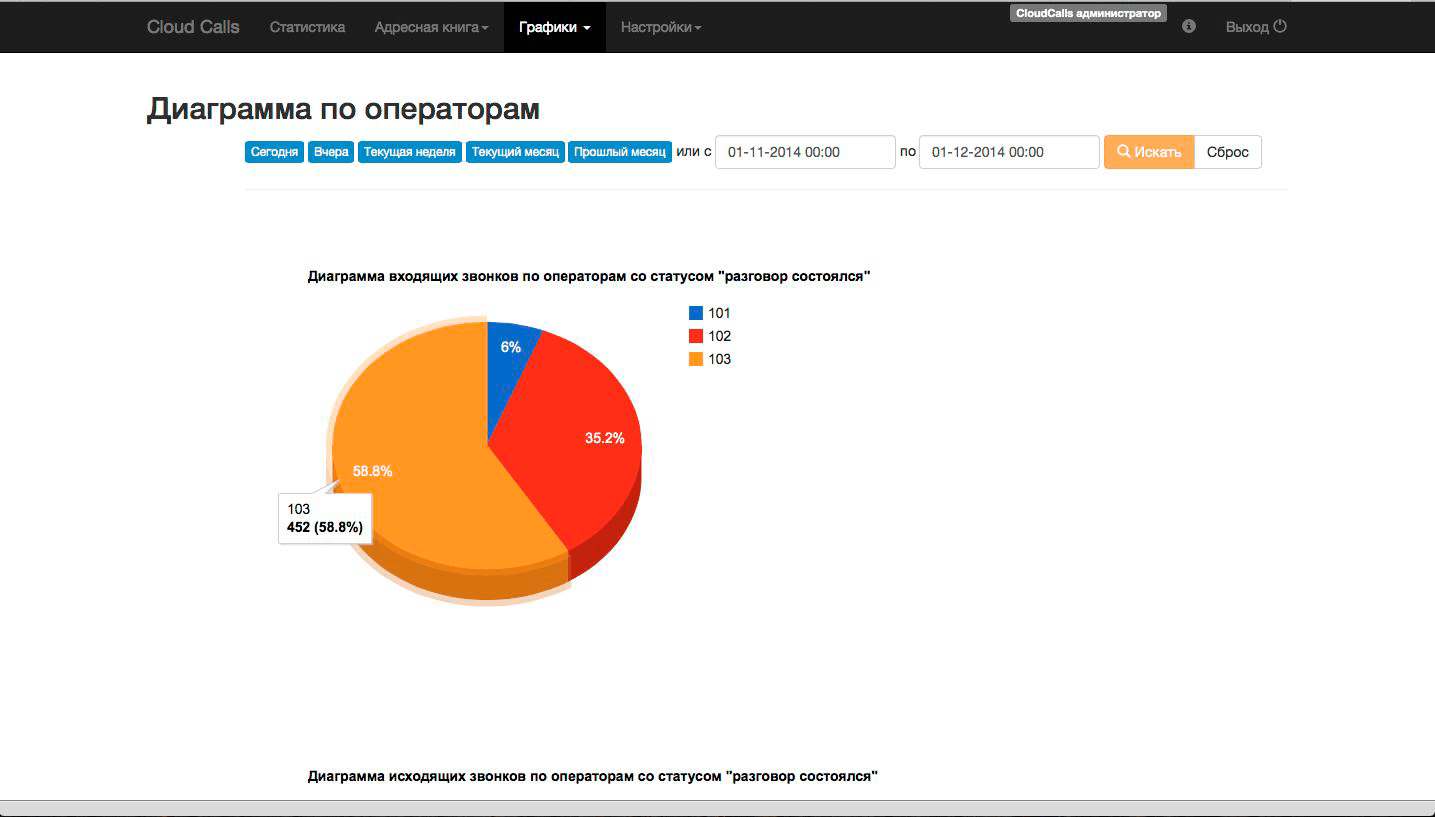 Cloud Calls Статистика Адресная книга Графики Настройки CloudCalls администратор Выход
Диаграмма по операторам
Сегодня Вчера Текущая неделя Текущий месяц Прошлый месяц или с 01-11-2014 00:00 по 01-12-2014 00:00 Искать Сброс
Диаграмма входящих звонков по операторам со статусом "разговор состоялся"
101
102
103
6%
35.2%
58.8%
103
452 (58.8%)
Диаграмма исходящих звонков по операторам со статусом "разговор состоялся"